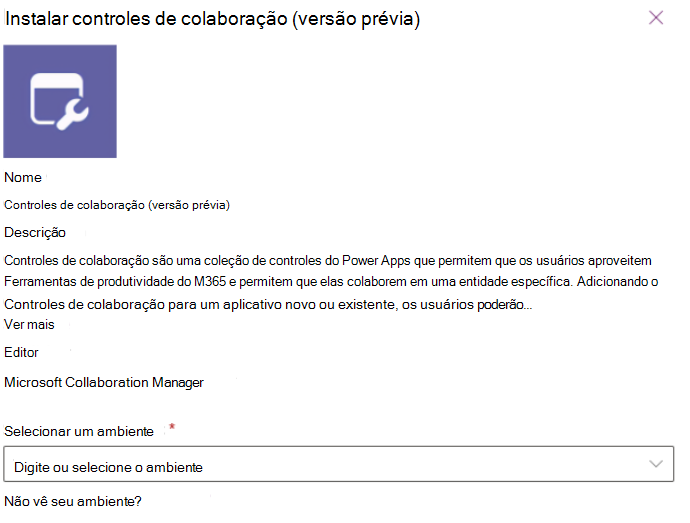 Instalar controles de colaboração (versão prévia)
Nome
Controles de colaboração (versão prévia)
Descrição
Controles de colaboração são uma coleção de controles do Power Apps que permitem que os usuários aproveitem
Ferramentas de produtividade do M365 e permitem que elas colaborem em uma entidade específica. Adicionando o
Controles de colaboração para um aplicativo novo ou existente, os usuários poderão...
Ver mais
Editor
Microsoft Collaboration Manager
Selecionar um ambiente *
Digite ou selecione o ambiente
Não vê seu ambiente?